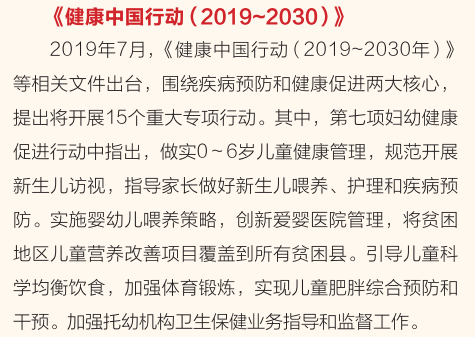 《健康中国行动（2019~2030）》
2019年7月，《健康中国行动（2019~2030年）》
等相关文件出台，围绕疾病预防和健康促进两大核心，
提出将开展15个重大专项行动。其中，第七项妇幼健康
促进行动中指出，做实0～6岁儿童健康管理，规范开展
新生儿访视，指导家长做好新生儿喂养、护理和疾病预
防。实施婴幼儿喂养策略，创新爱婴医院管理，将贫困
地区儿童营养改善项目覆盖到所有贫困县。引导儿童科
学均衡饮食，加强体育锻炼，实现儿童肥胖综合预防和
干预。加强托幼机构卫生保健业务指导和监督工作。